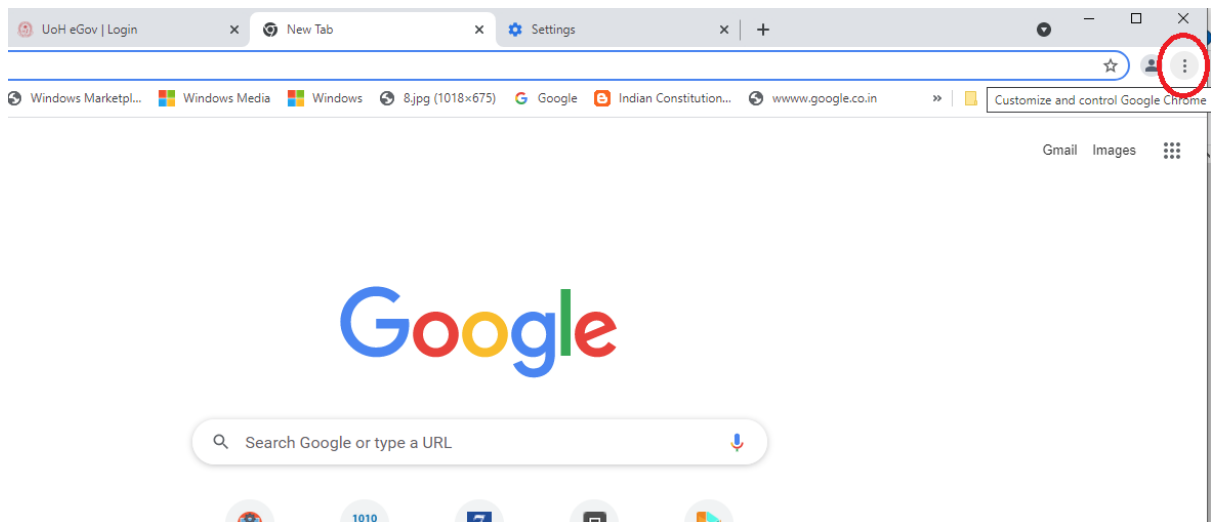 UoH eGov | Login New Tab Settings
Windows Marketpl... Windows Media Windows 8.jpg (1018×675) Google Indian Constitution... wwww.google.co.in »
Customize and control Google Chrome
Gmail Images
Google
Search Google or type a URL
1010
7